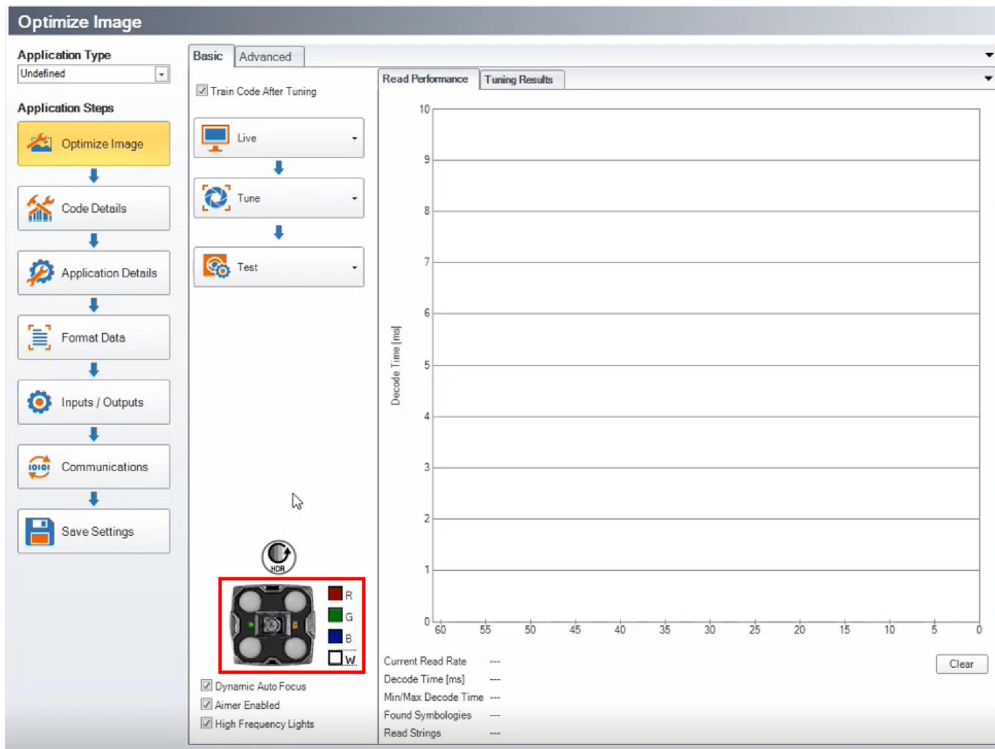 Optimize Image
Application Type
Undefined
Application Steps
Optimize Image
Code Details
Application Details
Format Data
Inputs / Outputs
Communications
Save Settings
Basic
Advanced
Train Code After Tuning
Live
Tune
Test
HDR
R
G
B
W
Dynamic Auto Focus
Aimer Enabled
High Frequency Lights
Read Performance
Tuning Results
Decode Time [ms]
10
9
8
7
6
5
4
3
2
1
0
60 55 50 45 40 35 30 25 20 15 10 5 0
Current Read Rate ---
Clear
Decode Time [ms] ---
Min/Max Decode Time ---
Found Symbologies ---
Read Strings ---